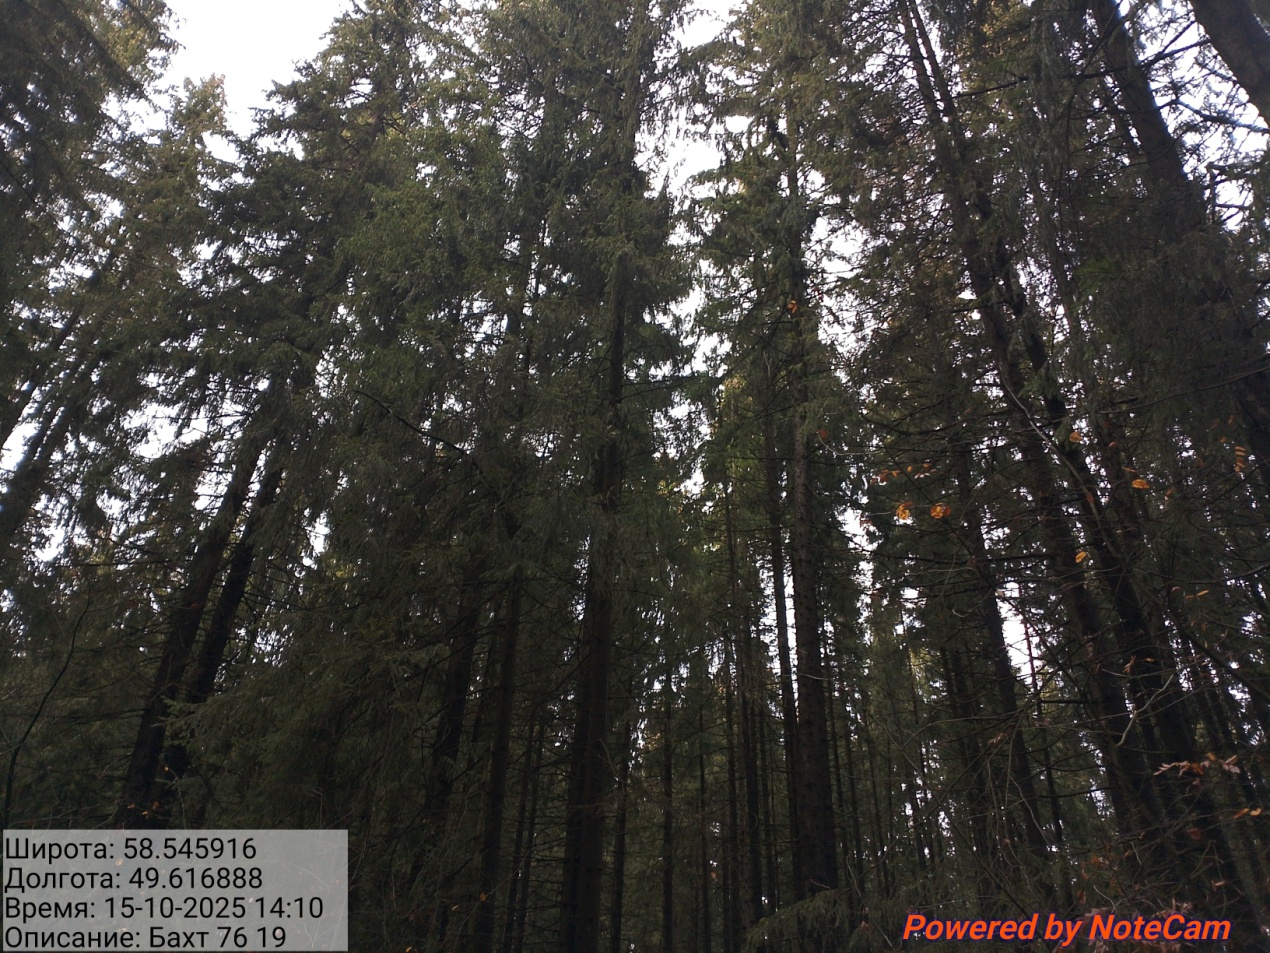 Широта: 58.545916
Долгота: 49.616888
Время: 15-10-2025 14:10
Описание: Бахт 76 19
Powered by NoteCam